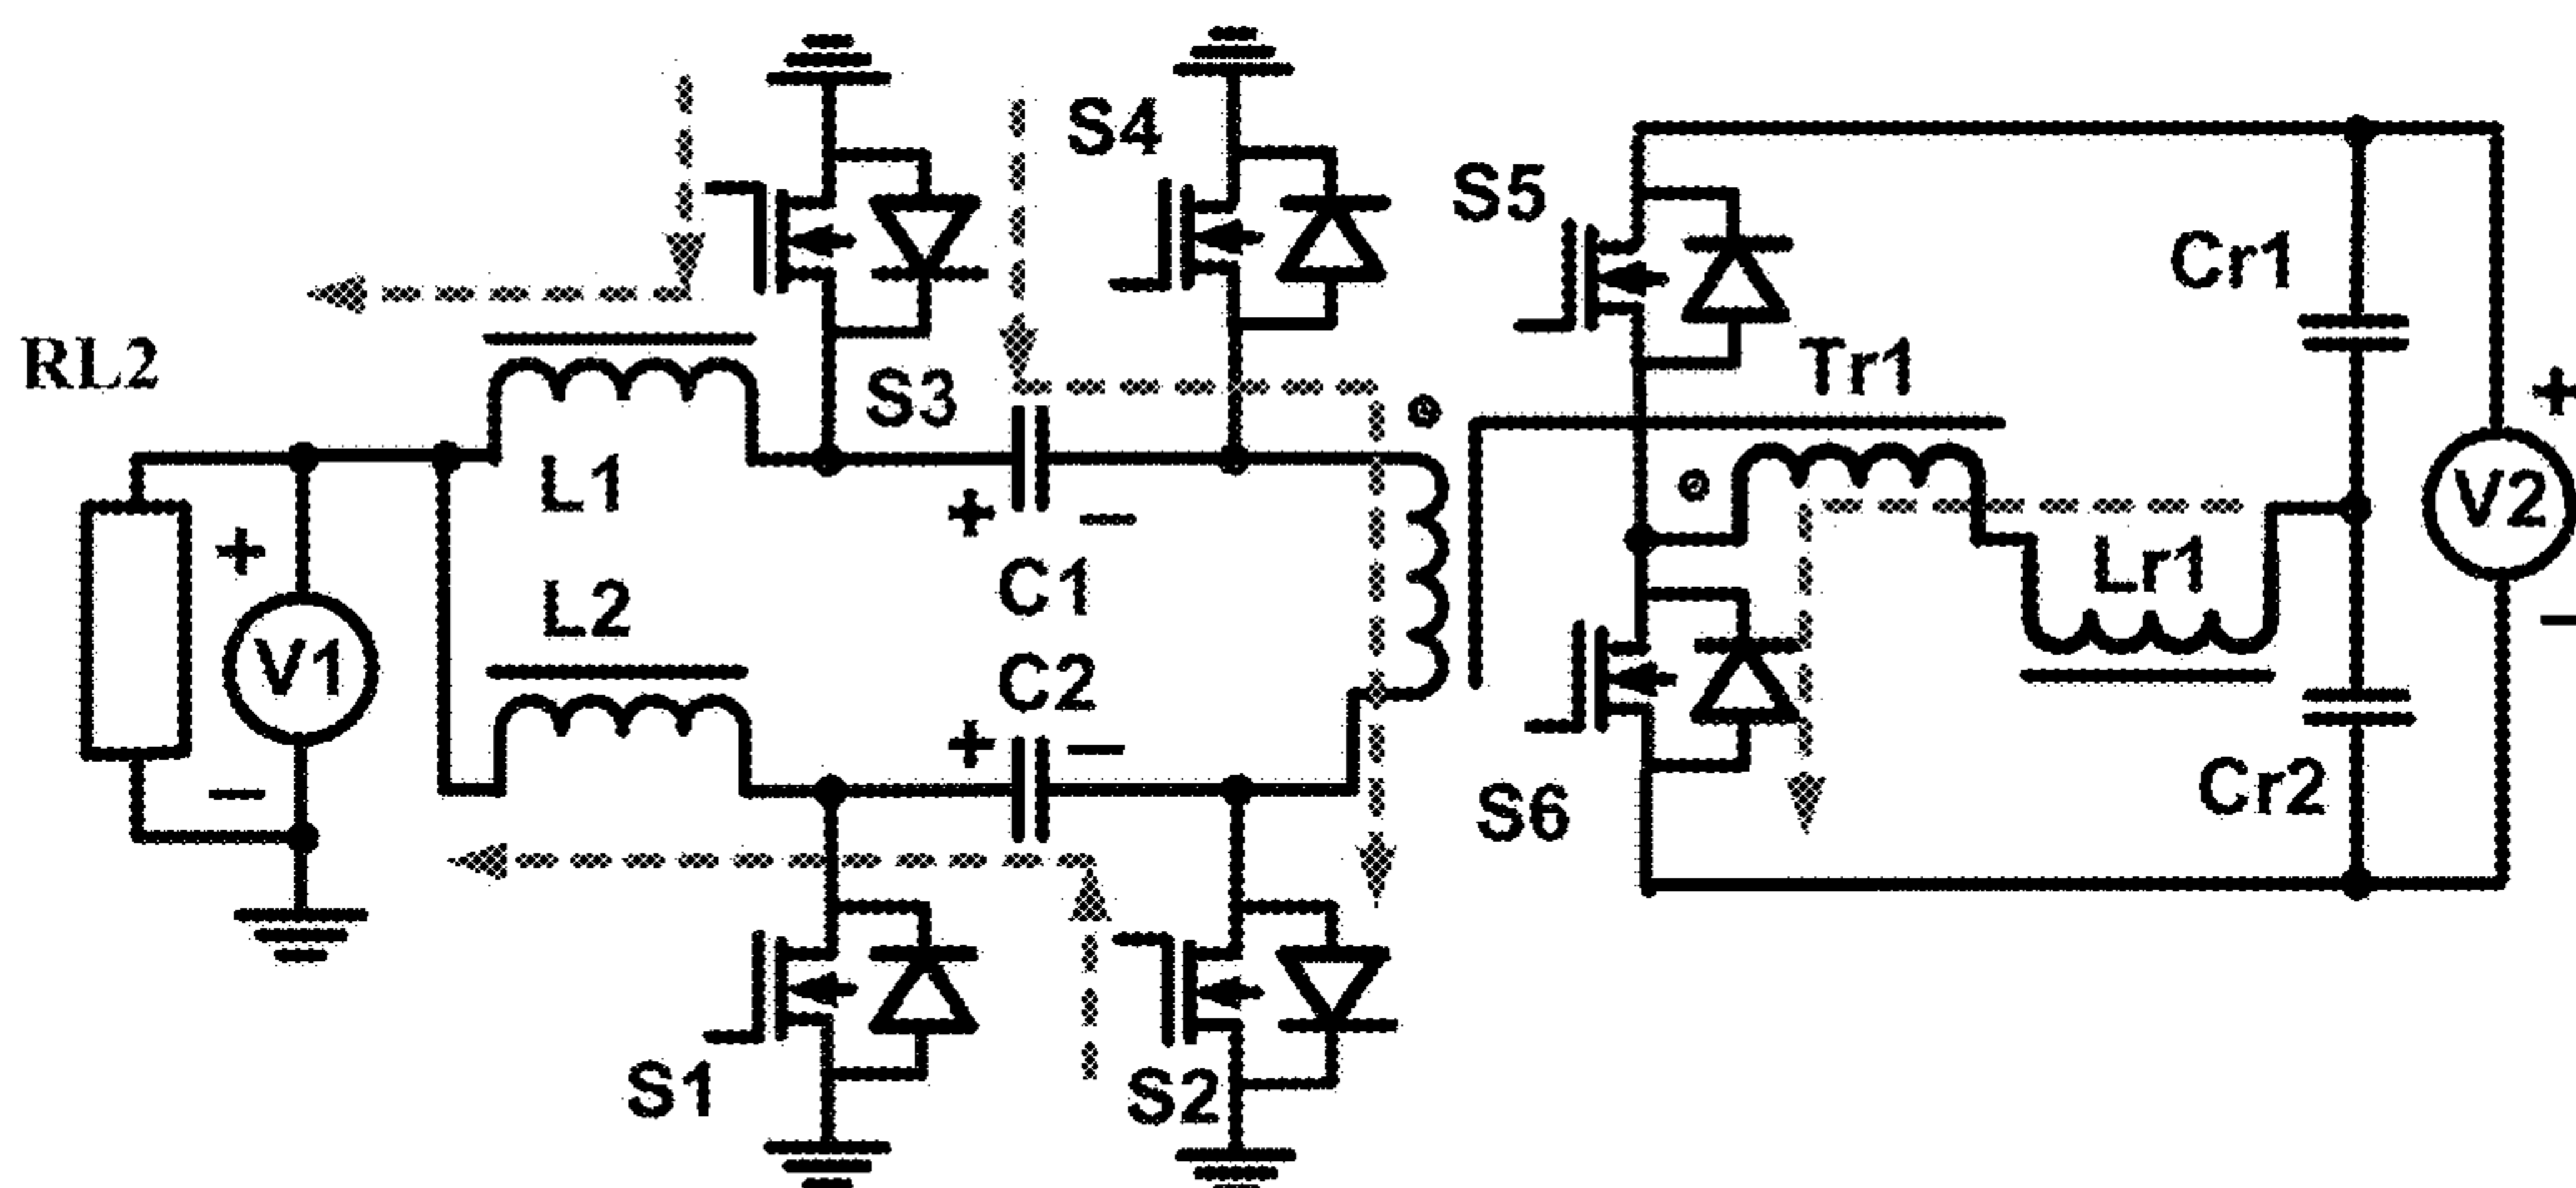 S4
S5
Cr1
RL2
Tr1
S3
+
L1
V2
+
+
−
Lr1
C1
−
L2
V1
C2
+
−
−
Cr2
S6
S1
S2